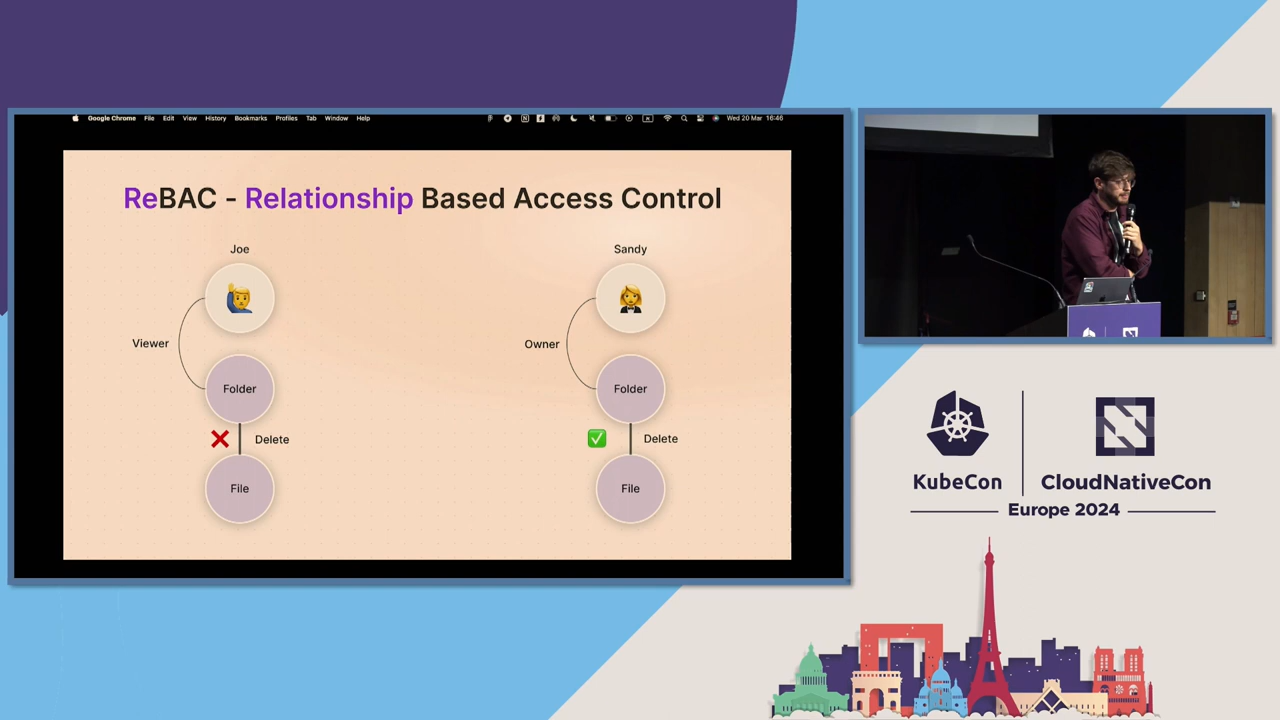 Google Chrome File Edit View History Bookmarks Profiles Tab Window Help Wed 20 Mar 16:46
ReBAC - Relationship Based Access Control
Joe
Sandy
Viewer
Owner
Folder
Folder
Delete
Delete
File
File
KubeCon
CloudNativeCon
Europe 2024